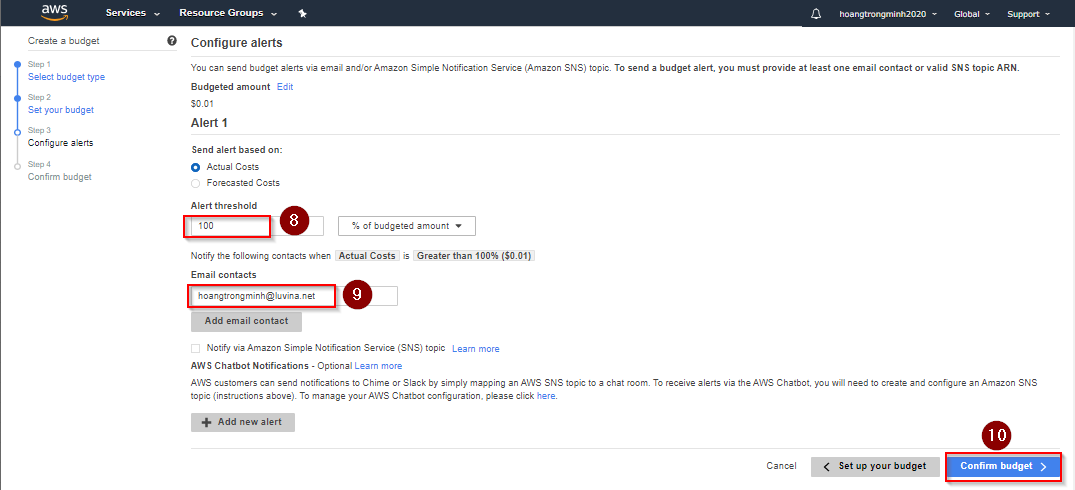 aws Services Resource Groups hoangtrongminh2020 Global Support
Create a budget ?
Step 1
Select budget type
Step 2
Set your budget
Step 3
Configure alerts
Step 4
Confirm budget
Configure alerts
You can send budget alerts via email and/or Amazon Simple Notification Service (Amazon SNS) topic. To send a budget alert, you must provide at least one email contact or valid SNS topic ARN.
Budgeted amount Edit
$0.01
Alert 1
Send alert based on:
Actual Costs
Forecasted Costs
Alert threshold
100 8 % of budgeted amount
Notify the following contacts when Actual Costs is Greater than 100% ($0.01)
Email contacts
hoangtrongminh@luvina.net 9
Add email contact
Notify via Amazon Simple Notification Service (SNS) topic Learn more
AWS Chatbot Notifications - Optional Learn more
AWS customers can send notifications to Chime or Slack by simply mapping an AWS SNS topic to a chat room. To receive alerts via the AWS Chatbot, you will need to create and configure an Amazon SNS
topic (instructions above). To manage your AWS Chatbot configuration, please click here.
Add new alert
10
Cancel Set up your budget Confirm budget